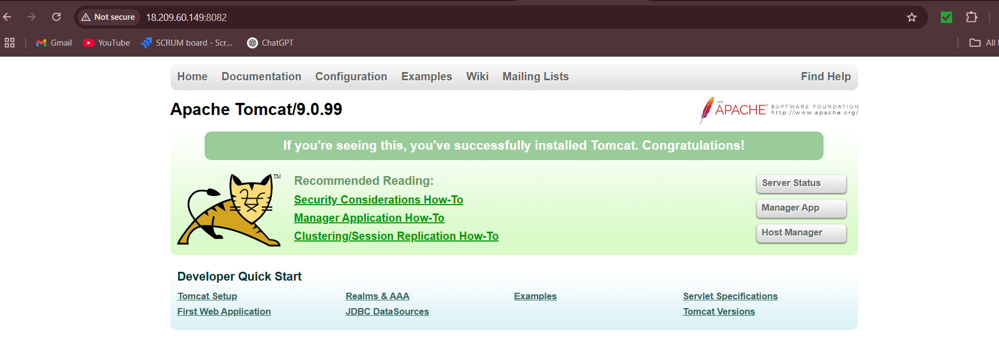 Not secure 18.209.60.149:8082
Gmail YouTube SCRUM board - Scr... ChatGPT All
Home Documentation Configuration Examples Wiki Mailing Lists Find Help
Apache Tomcat/9.0.99
THE APACHE SOFTWARE FOUNDATION
http://www.apache.org/
If you're seeing this, you've successfully installed Tomcat. Congratulations!
TM
Recommended Reading:
Security Considerations How-To
Manager Application How-To
Clustering/Session Replication How-To
Server Status
Manager App
Host Manager
Developer Quick Start
Tomcat Setup Realms & AAA Examples Servlet Specifications
First Web Application JDBC DataSources Tomcat Versions